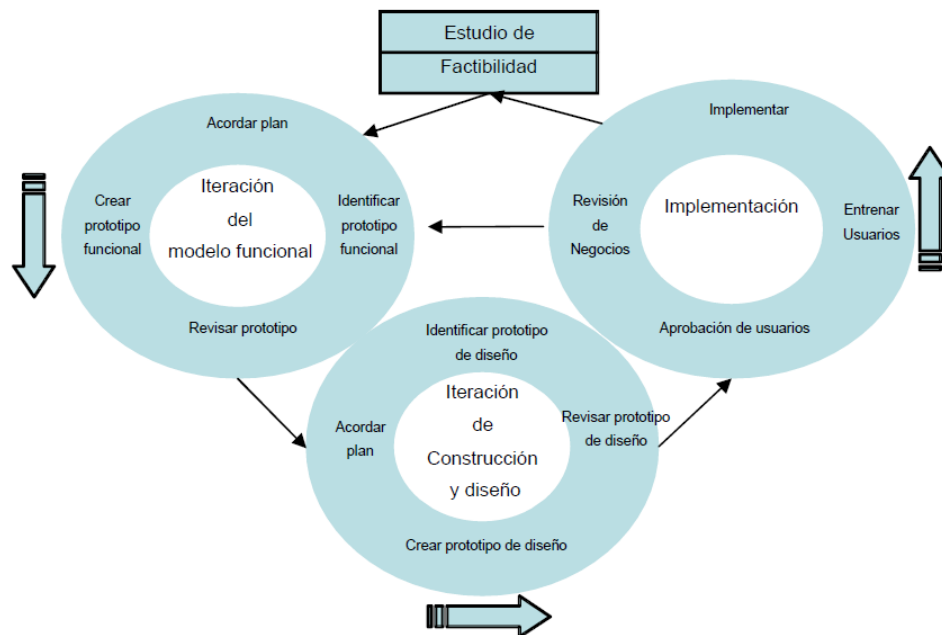 Estudio de
Factibilidad
Acordar plan
Crear
prototipo
funcional
Iteración
del
modelo funcional
Identificar
prototipo
funcional
Revisar prototipo
Implementar
Revisión
de
Negocios
Implementación
Entrenar
Usuarios
Aprobación de usuarios
Identificar prototipo
de diseño
Acordar
plan
Iteración
de
Construcción
y diseño
Revisar prototipo
de diseño
Crear prototipo de diseño